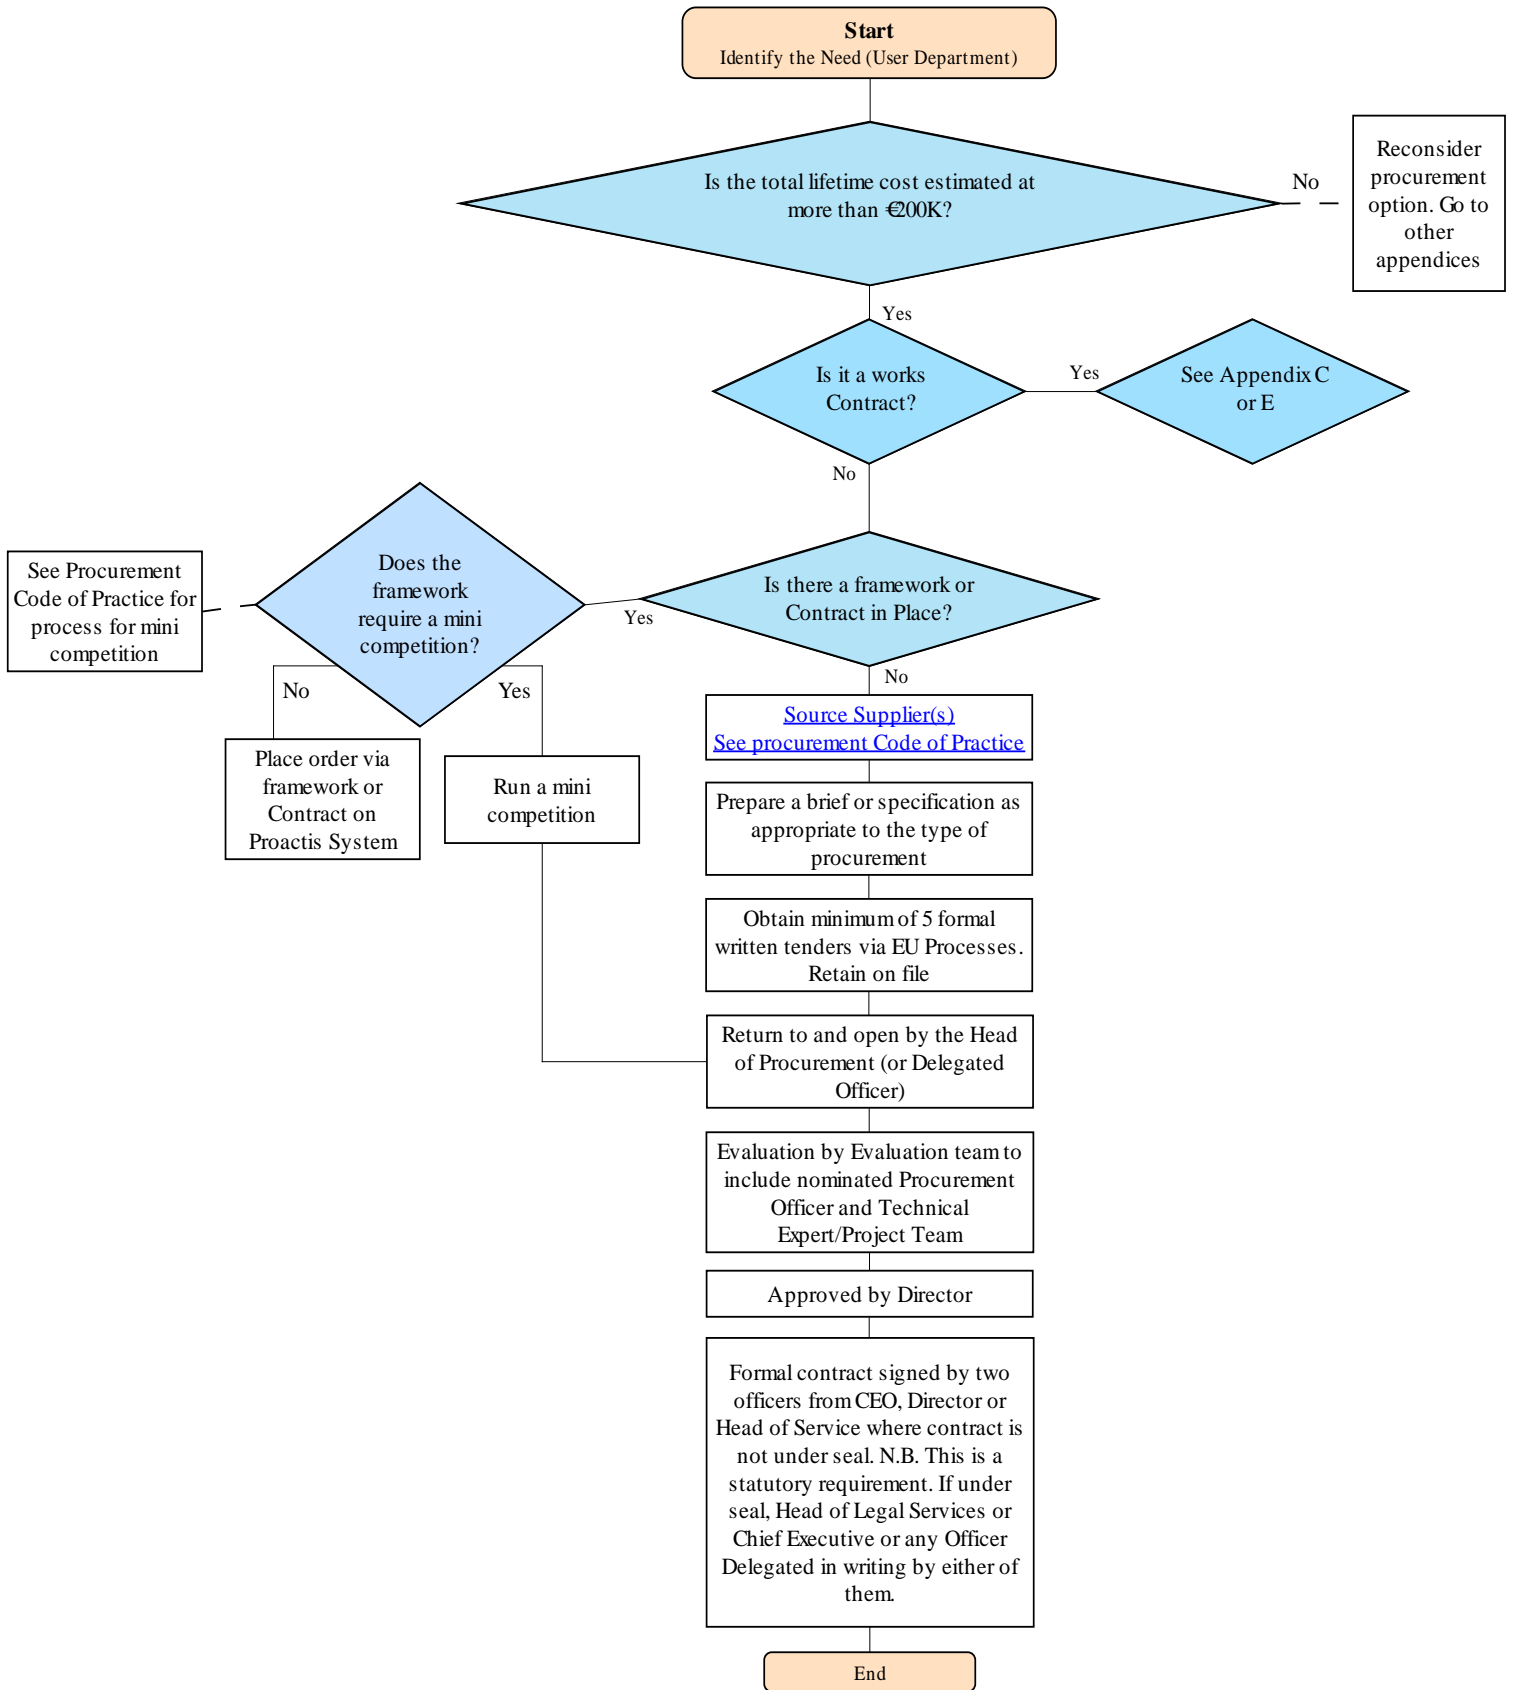 Start
Identify the Need (User Department)
Is the total lifetime cost estimated at
more than €200K?
No
Reconsider
procurement
option. Go to
other
appendices
Yes
Is it a works
Contract?
Yes
See Appendix C
or E
No
Is there a framework or
Contract in Place?
Yes
Does the
framework
require a mini
competition?
See Procurement
Code of Practice for
process for mini
competition
No
Yes
Place order via
framework or
Contract on
Proactis System
Run a mini
competition
No
Source Supplier(s)
See procurement Code of Practice
Prepare a brief or specification as
appropriate to the type of
procurement
Obtain minimum of 5 formal
written tenders via EU Processes.
Retain on file
Return to and open by the Head
of Procurement (or Delegated
Officer)
Evaluation by Evaluation team to
include nominated Procurement
Officer and Technical
Expert/Project Team
Approved by Director
Formal contract signed by two
officers from CEO, Director or
Head of Service where contract is
not under seal. N.B. This is a
statutory requirement. If under
seal, Head of Legal Services or
Chief Executive or any Officer
Delegated in writing by either of
them.
End